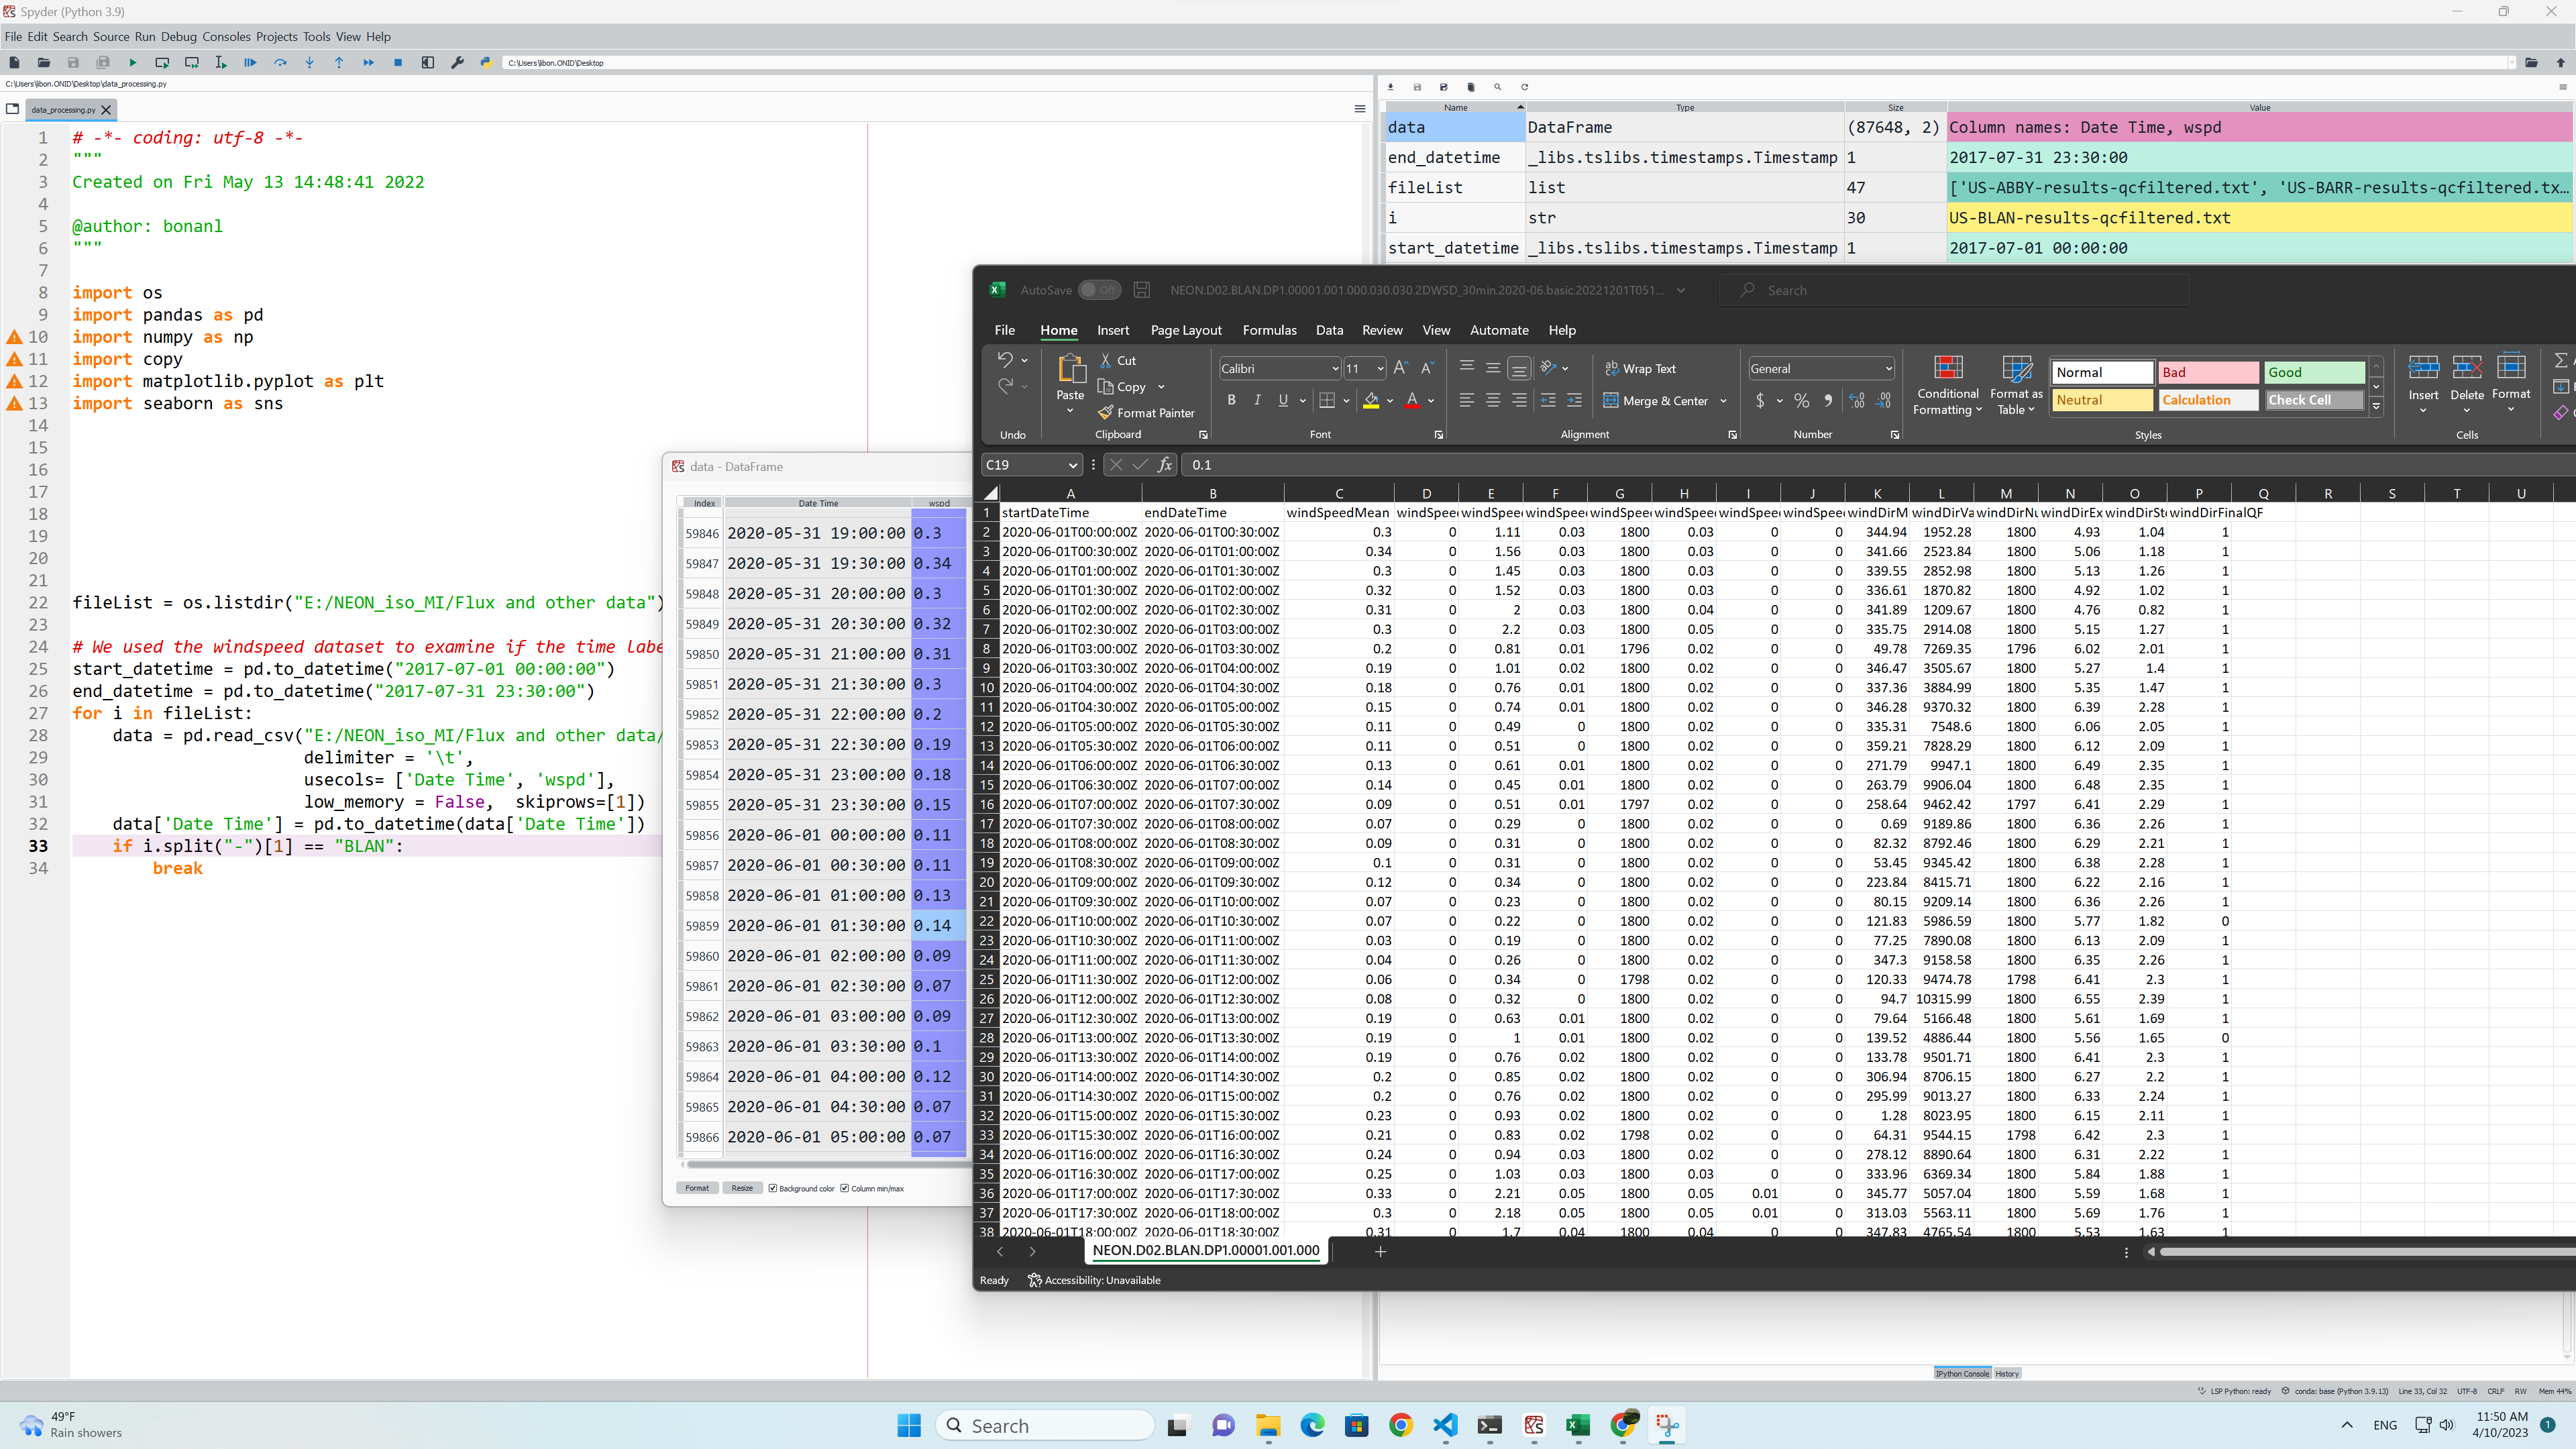 Spyder (Python 3.9)
File Edit Search Source Run Debug Consoles Projects Tools View Help
C:\Users\libon.ONID\Desktop
C:\Users\libon.ONID\Desktop\data_processing.py
data_processing.py
1 # -*- coding: utf-8 -*-
2 """
3 Created on Fri May 13 14:48:41 2022
4
5 @author: bonanl
6 """
7
8 import os
9 import pandas as pd
10 import numpy as np
11 import copy
12 import matplotlib.pyplot as plt
13 import seaborn as sns
14
15
16
17
18
19
20
21
22 fileList = os.listdir("E:/NEON_iso_MI/Flux and other data")
23
24 # We used the windspeed dataset to examine if the time labe
25 start_datetime = pd.to_datetime("2017-07-01 00:00:00")
26 end_datetime = pd.to_datetime("2017-07-31 23:30:00")
27 for i in fileList:
28 data = pd.read_csv("E:/NEON_iso_MI/Flux and other data/
29 delimiter = '\t',
30 usecols= ['Date Time', 'wspd'],
31 low_memory = False, skiprows=[1])
32 data['Date Time'] = pd.to_datetime(data['Date Time'])
33 if i.split("-")[1] == "BLAN":
34 break
Name Type Size Value
data DataFrame (87648, 2) Column names: Date Time, wspd
end_datetime _libs.tslibs.timestamps.Timestamp 1 2017-07-31 23:30:00
fileList list 47 ['US-ABBY-results-qcfiltered.txt', 'US-BARR-results-qcfiltered.tx…
i str 30 US-BLAN-results-qcfiltered.txt
start_datetime _libs.tslibs.timestamps.Timestamp 1 2017-07-01 00:00:00
data - DataFrame
Index Date Time wspd
59846 2020-05-31 19:00:00 0.3
59847 2020-05-31 19:30:00 0.34
59848 2020-05-31 20:00:00 0.3
59849 2020-05-31 20:30:00 0.32
59850 2020-05-31 21:00:00 0.31
59851 2020-05-31 21:30:00 0.3
59852 2020-05-31 22:00:00 0.2
59853 2020-05-31 22:30:00 0.19
59854 2020-05-31 23:00:00 0.18
59855 2020-05-31 23:30:00 0.15
59856 2020-06-01 00:00:00 0.11
59857 2020-06-01 00:30:00 0.11
59858 2020-06-01 01:00:00 0.13
59859 2020-06-01 01:30:00 0.14
59860 2020-06-01 02:00:00 0.09
59861 2020-06-01 02:30:00 0.07
59862 2020-06-01 03:00:00 0.09
59863 2020-06-01 03:30:00 0.1
59864 2020-06-01 04:00:00 0.12
59865 2020-06-01 04:30:00 0.07
59866 2020-06-01 05:00:00 0.07
Format Resize Background color Column min/max
AutoSave Off NEON.D02.BLAN.DP1.00001.001.000.030.030.2DWSD_30min.2020-06.basic.20221201T051... Search
File Home Insert Page Layout Formulas Data Review View Automate Help
Paste Cut Copy Format Painter
Calibri 11
B I U
Wrap Text
Merge & Center
General
$ % 9
Conditional Formatting Format as Table
Normal Bad Good
Neutral Calculation Check Cell
Insert Delete Format
Undo Clipboard Font Alignment Number Styles Cells
C19 fx 0.1
A B C D E F G H I J K L M N O P Q R S T U
1 startDateTime endDateTime windSpeedMean windSpee windSpee windSpee windSpee windSpee windSpee windSpee windDirM windDirVa windDirNu windDirEx windDirSt windDirFinalQF
2 2020-06-01T00:00:00Z 2020-06-01T00:30:00Z 0.3 0 1.11 0.03 1800 0.03 0 0 344.94 1952.28 1800 4.93 1.04 1
3 2020-06-01T00:30:00Z 2020-06-01T01:00:00Z 0.34 0 1.56 0.03 1800 0.03 0 0 341.66 2523.84 1800 5.06 1.18 1
4 2020-06-01T01:00:00Z 2020-06-01T01:30:00Z 0.3 0 1.45 0.03 1800 0.03 0 0 339.55 2852.98 1800 5.13 1.26 1
5 2020-06-01T01:30:00Z 2020-06-01T02:00:00Z 0.32 0 1.52 0.03 1800 0.03 0 0 336.61 1870.82 1800 4.92 1.02 1
6 2020-06-01T02:00:00Z 2020-06-01T02:30:00Z 0.31 0 2 0.03 1800 0.04 0 0 341.89 1209.67 1800 4.76 0.82 1
7 2020-06-01T02:30:00Z 2020-06-01T03:00:00Z 0.3 0 2.2 0.03 1800 0.05 0 0 335.75 2914.08 1800 5.15 1.27 1
8 2020-06-01T03:00:00Z 2020-06-01T03:30:00Z 0.2 0 0.81 0.01 1796 0.02 0 0 49.78 7269.35 1796 6.02 2.01 1
9 2020-06-01T03:30:00Z 2020-06-01T04:00:00Z 0.19 0 1.01 0.02 1800 0.02 0 0 346.47 3505.67 1800 5.27 1.4 1
10 2020-06-01T04:00:00Z 2020-06-01T04:30:00Z 0.18 0 0.76 0.01 1800 0.02 0 0 337.36 3884.99 1800 5.35 1.47 1
11 2020-06-01T04:30:00Z 2020-06-01T05:00:00Z 0.15 0 0.74 0.01 1800 0.02 0 0 346.28 9370.32 1800 6.39 2.28 1
12 2020-06-01T05:00:00Z 2020-06-01T05:30:00Z 0.11 0 0.49 0 1800 0.02 0 0 335.31 7548.6 1800 6.06 2.05 1
13 2020-06-01T05:30:00Z 2020-06-01T06:00:00Z 0.11 0 0.51 0 1800 0.02 0 0 359.21 7828.29 1800 6.12 2.09 1
14 2020-06-01T06:00:00Z 2020-06-01T06:30:00Z 0.13 0 0.61 0.01 1800 0.02 0 0 271.79 9947.1 1800 6.49 2.35 1
15 2020-06-01T06:30:00Z 2020-06-01T07:00:00Z 0.14 0 0.45 0.01 1800 0.02 0 0 263.79 9906.04 1800 6.48 2.35 1
16 2020-06-01T07:00:00Z 2020-06-01T07:30:00Z 0.09 0 0.51 0.01 1797 0.02 0 0 258.64 9462.42 1797 6.41 2.29 1
17 2020-06-01T07:30:00Z 2020-06-01T08:00:00Z 0.07 0 0.29 0 1800 0.02 0 0 0.69 9189.86 1800 6.36 2.26 1
18 2020-06-01T08:00:00Z 2020-06-01T08:30:00Z 0.09 0 0.31 0 1800 0.02 0 0 82.32 8792.46 1800 6.29 2.21 1
19 2020-06-01T08:30:00Z 2020-06-01T09:00:00Z 0.1 0 0.31 0 1800 0.02 0 0 53.45 9345.42 1800 6.38 2.28 1
20 2020-06-01T09:00:00Z 2020-06-01T09:30:00Z 0.12 0 0.34 0 1800 0.02 0 0 223.84 8415.71 1800 6.22 2.16 1
21 2020-06-01T09:30:00Z 2020-06-01T10:00:00Z 0.07 0 0.23 0 1800 0.02 0 0 80.15 9209.14 1800 6.36 2.26 1
22 2020-06-01T10:00:00Z 2020-06-01T10:30:00Z 0.07 0 0.22 0 1800 0.02 0 0 121.83 5986.59 1800 5.77 1.82 0
23 2020-06-01T10:30:00Z 2020-06-01T11:00:00Z 0.03 0 0.19 0 1800 0.02 0 0 77.25 7890.08 1800 6.13 2.09 1
24 2020-06-01T11:00:00Z 2020-06-01T11:30:00Z 0.04 0 0.26 0 1800 0.02 0 0 347.3 9158.58 1800 6.35 2.26 1
25 2020-06-01T11:30:00Z 2020-06-01T12:00:00Z 0.06 0 0.34 0 1798 0.02 0 0 120.33 9474.78 1798 6.41 2.3 1
26 2020-06-01T12:00:00Z 2020-06-01T12:30:00Z 0.08 0 0.32 0 1800 0.02 0 0 94.7 10315.99 1800 6.55 2.39 1
27 2020-06-01T12:30:00Z 2020-06-01T13:00:00Z 0.19 0 0.63 0.01 1800 0.02 0 0 79.64 5166.48 1800 5.61 1.69 1
28 2020-06-01T13:00:00Z 2020-06-01T13:30:00Z 0.19 0 1 0.01 1800 0.02 0 0 139.52 4886.44 1800 5.56 1.65 0
29 2020-06-01T13:30:00Z 2020-06-01T14:00:00Z 0.19 0 0.76 0.02 1800 0.02 0 0 133.78 9501.71 1800 6.41 2.3 1
30 2020-06-01T14:00:00Z 2020-06-01T14:30:00Z 0.2 0 0.85 0.02 1800 0.02 0 0 306.94 8706.15 1800 6.27 2.2 1
31 2020-06-01T14:30:00Z 2020-06-01T15:00:00Z 0.2 0 0.76 0.02 1800 0.02 0 0 295.99 9013.27 1800 6.33 2.24 1
32 2020-06-01T15:00:00Z 2020-06-01T15:30:00Z 0.23 0 0.93 0.02 1800 0.02 0 0 1.28 8023.95 1800 6.15 2.11 1
33 2020-06-01T15:30:00Z 2020-06-01T16:00:00Z 0.21 0 0.83 0.02 1798 0.02 0 0 64.31 9544.15 1798 6.42 2.3 1
34 2020-06-01T16:00:00Z 2020-06-01T16:30:00Z 0.24 0 0.94 0.03 1800 0.02 0 0 278.12 8890.64 1800 6.31 2.22 1
35 2020-06-01T16:30:00Z 2020-06-01T17:00:00Z 0.25 0 1.03 0.03 1800 0.03 0 0 333.96 6369.34 1800 5.84 1.88 1
36 2020-06-01T17:00:00Z 2020-06-01T17:30:00Z 0.33 0 2.21 0.05 1800 0.05 0.01 0 345.77 5057.04 1800 5.59 1.68 1
37 2020-06-01T17:30:00Z 2020-06-01T18:00:00Z 0.3 0 2.18 0.05 1800 0.05 0.01 0 313.03 5563.11 1800 5.69 1.76 1
38 2020-06-01T18:00:00Z 2020-06-01T18:30:00Z 0.31 0 1.7 0.04 1800 0.04 0 0 347.83 4765.54 1800 5.53 1.63 1
NEON.D02.BLAN.DP1.00001.001.000
Ready Accessibility: Unavailable
IPython Console History
LSP Python: ready conda: base (Python 3.9.13) Line 33, Col 32 UTF-8 CRLF RW Mem 44%
49°F
Rain showers
Search
ENG
11:50 AM
4/10/2023
1